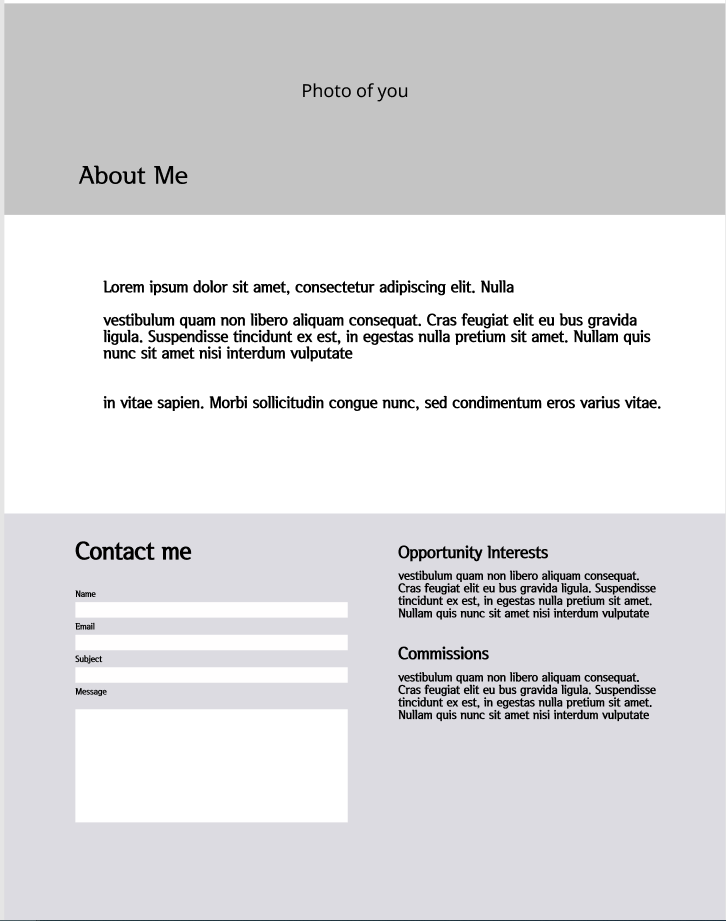 Photo of you
About Me
Lorem ipsum dolor sit amet, consectetur adipiscing elit. Nulla
vestibulum quam non libero aliquam consequat. Cras feugiat elit eu bus gravida
ligula. Suspendisse tincidunt ex est, in egestas nulla pretium sit amet. Nullam quis
nunc sit amet nisi interdum vulputate
in vitae sapien. Morbi sollicitudin congue nunc, sed condimentum eros varius vitae.
Contact me
Name
Email
Subject
Message
Opportunity Interests
vestibulum quam non libero aliquam consequat.
Cras feugiat elit eu bus gravida ligula. Suspendisse
tincidunt ex est, in egestas nulla pretium sit amet.
Nullam quis nunc sit amet nisi interdum vulputate
Commissions
vestibulum quam non libero aliquam consequat.
Cras feugiat elit eu bus gravida ligula. Suspendisse
tincidunt ex est, in egestas nulla pretium sit amet.
Nullam quis nunc sit amet nisi interdum vulputate